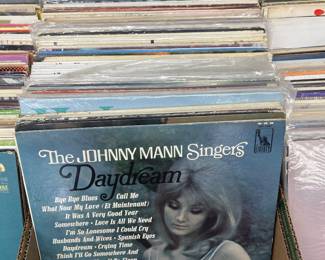 The JOHNNY MANN Singers
Daydream
Bye Bye Blues Call Me
What Now My Love (Et Maintenant)
It Was A Very Good Year
Somewhere • Love Is All We Need
I'm So Lonesome I Could Cry
Husbands And Wives • Spanish Eyes
Daydream • Crying Time
Think I'll Go Somewhere And